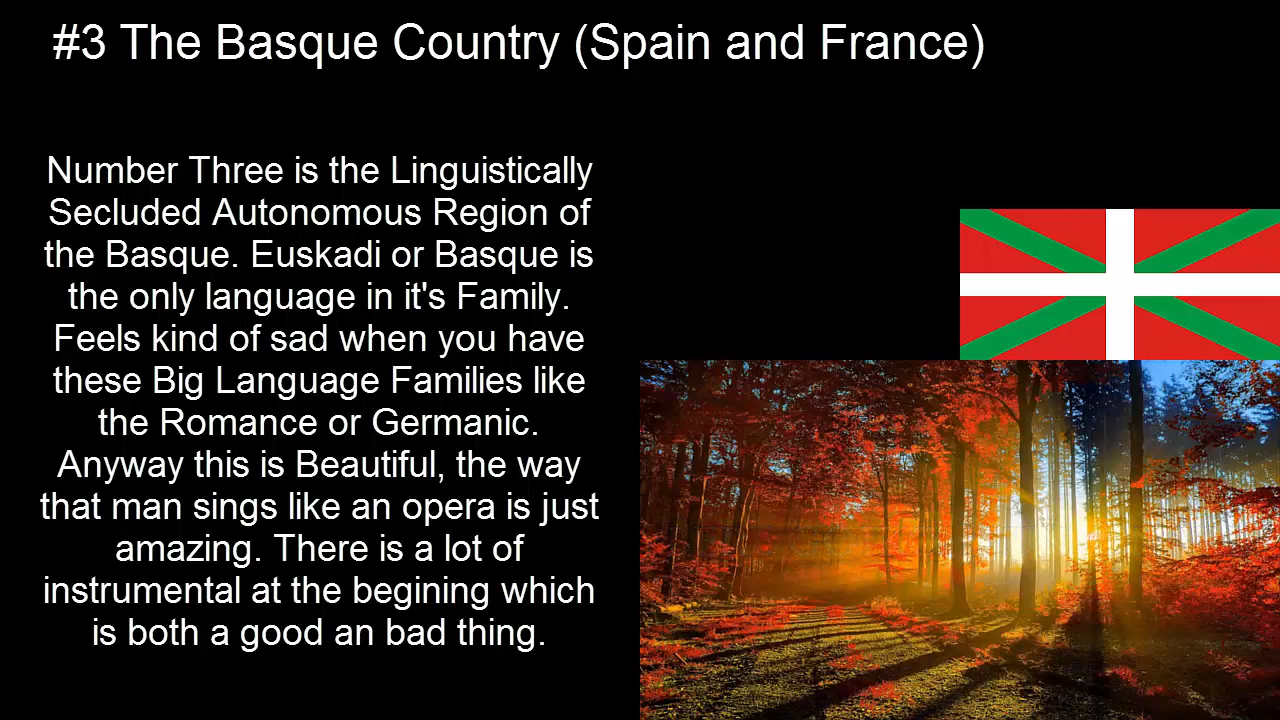 #3 The Basque Country (Spain and France)
Number Three is the Linguistically
Secluded Autonomous Region of
the Basque. Euskadi or Basque is
the only language in it's Family.
Feels kind of sad when you have
these Big Language Families like
the Romance or Germanic.
Anyway this is Beautiful, the way
that man sings like an opera is just
amazing. There is a lot of
instrumental at the begining which
is both a good an bad thing.